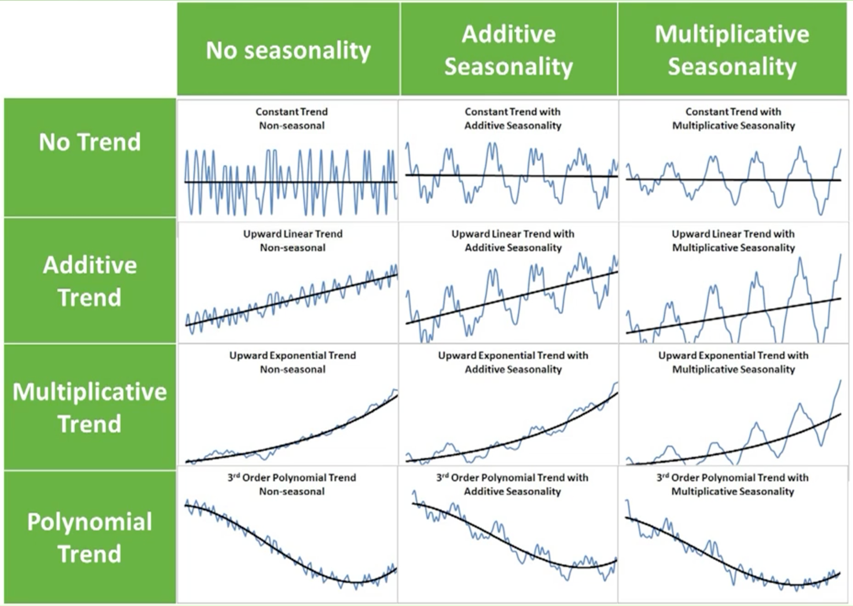 No seasonality
Additive
Seasonality
Multiplicative
Seasonality
No Trend
Constant Trend
Non-seasonal
Constant Trend with
Additive Seasonality
Constant Trend with
Multiplicative Seasonality
Additive
Trend
Upward Linear Trend
Non-seasonal
Upward Linear Trend with
Additive Seasonality
Upward Linear Trend with
Multiplicative Seasonality
Multiplicative
Trend
Upward Exponential Trend
Non-seasonal
Upward Exponential Trend with
Additive Seasonality
Upward Exponential Trend with
Multiplicative Seasonality
Polynomial
Trend
3rd Order Polynomial Trend
Non-seasonal
3rd Order Polynomial Trend with
Additive Seasonality
3rd Order Polynomial Trend with
Multiplicative Seasonality